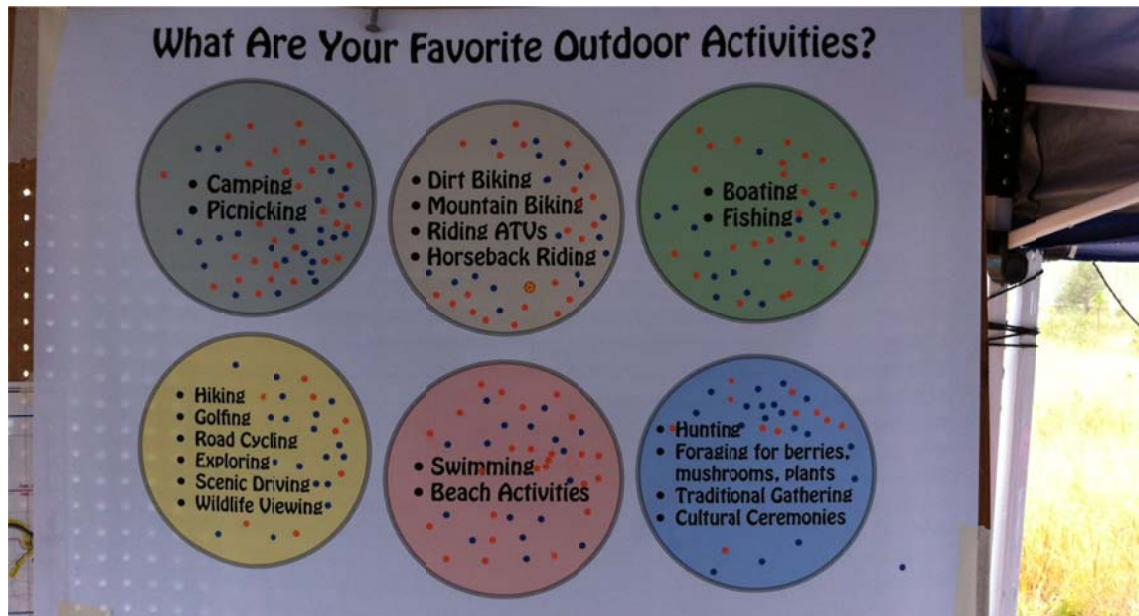 What Are Your Favorite Outdoor Activities?
• Camping
• Picnicking
• Dirt Biking
• Mountain Biking
• Riding ATVs
• Horseback Riding
• Boating
• Fishing
• Hiking
• Golfing
• Road Cycling
• Exploring
• Scenic Driving
• Wildlife Viewing
• Swimming
• Beach Activities
• Hunting
• Foraging for berries,
mushrooms, plants
• Traditional Gathering
• Cultural Ceremonies